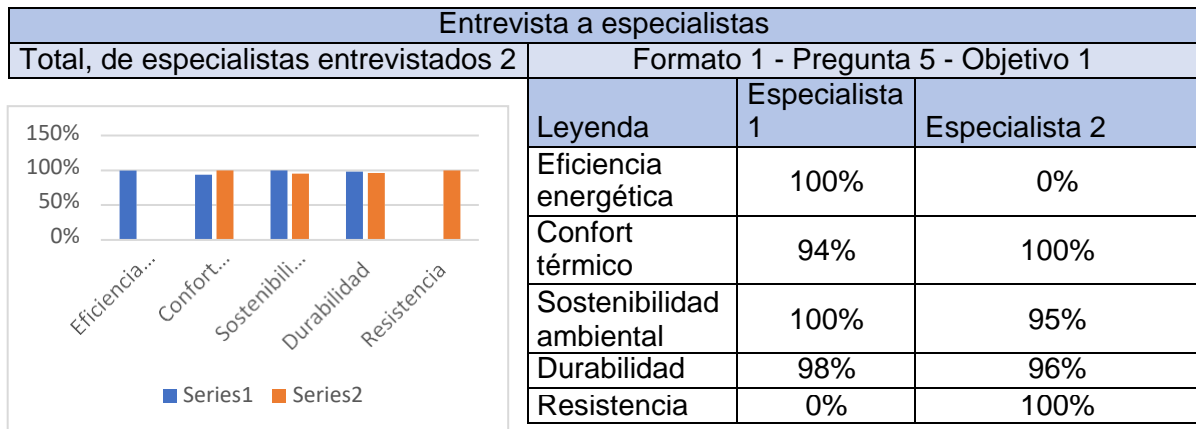 Entrevista a especialistas
Total, de especialistas entrevistados 2
Formato 1 - Pregunta 5 - Objetivo 1
150%
100%
50%
0%
Eficiencia...
Confort...
Sostenibili...
Durabilidad
Resistencia
Series1 Series2
Leyenda
Especialista
1
Especialista 2
Eficiencia
energética
100%
0%
Confort
térmico
94%
100%
Sostenibilidad
ambiental
100%
95%
Durabilidad
98%
96%
Resistencia
0%
100%